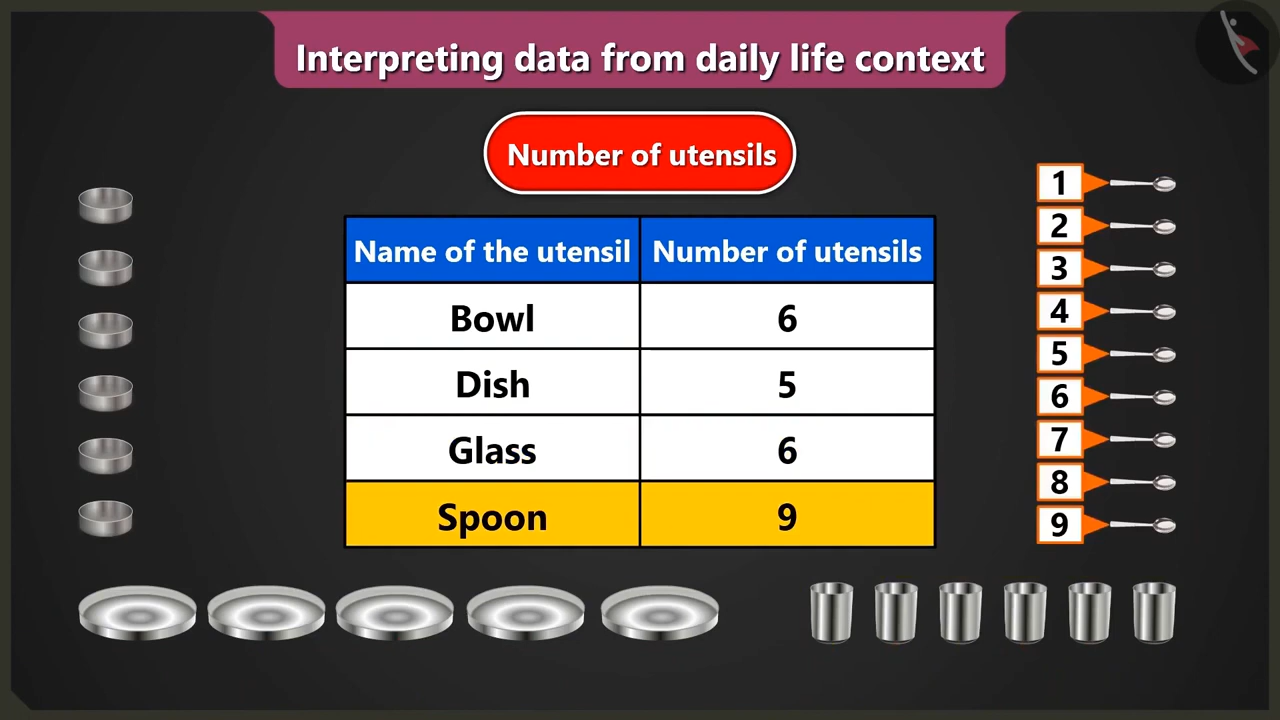 Interpreting data from daily life context
Number of utensils
Name of the utensil Number of utensils
Bowl 6
Dish 5
Glass 6
Spoon 9
1
2
3
4
5
6
7
8
9